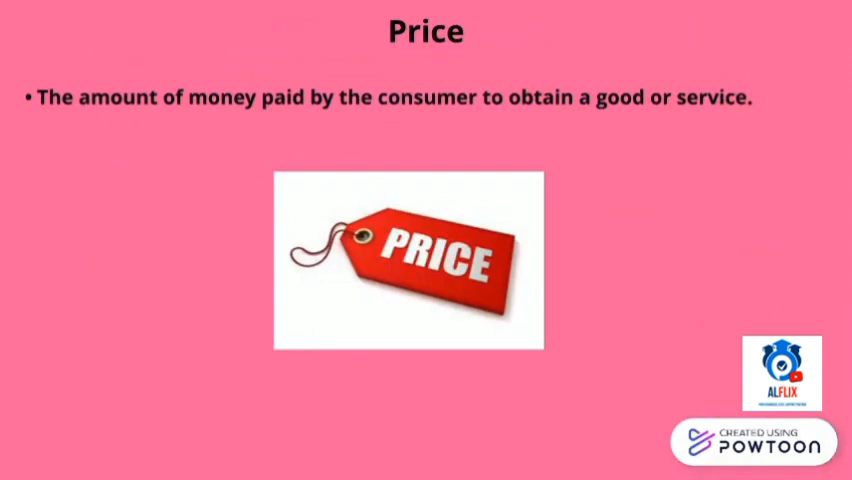 Price
• The amount of money paid by the consumer to obtain a good or service.
PRICE
ALFLIX
CREATED USING
POWTOON